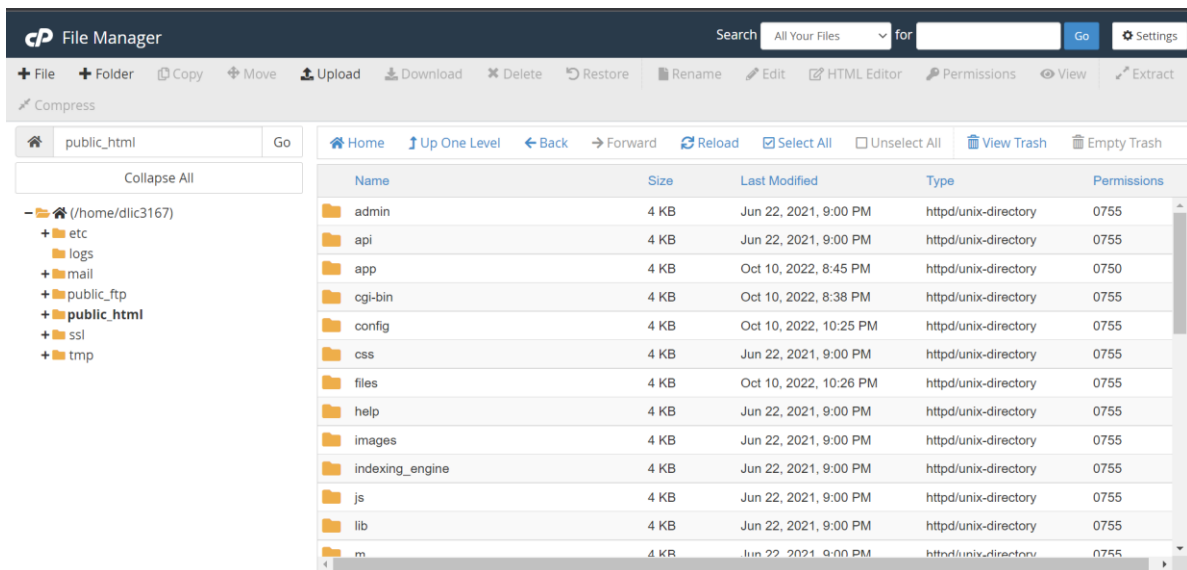 cP File Manager
Search All Your Files for Go Settings
File Folder Copy Move Upload Download Delete Restore Rename Edit HTML Editor Permissions View Extract
Compress
public_html Go
Home Up One Level Back Forward Reload Select All Unselect All View Trash Empty Trash
Collapse All
(/home/dlic3167)
etc
logs
mail
public_ftp
public_html
ssl
tmp
Name Size Last Modified Type Permissions
admin 4 KB Jun 22, 2021, 9:00 PM httpd/unix-directory 0755
api 4 KB Jun 22, 2021, 9:00 PM httpd/unix-directory 0755
app 4 KB Oct 10, 2022, 8:45 PM httpd/unix-directory 0750
cgi-bin 4 KB Oct 10, 2022, 8:38 PM httpd/unix-directory 0755
config 4 KB Oct 10, 2022, 10:25 PM httpd/unix-directory 0755
css 4 KB Jun 22, 2021, 9:00 PM httpd/unix-directory 0755
files 4 KB Oct 10, 2022, 10:26 PM httpd/unix-directory 0755
help 4 KB Jun 22, 2021, 9:00 PM httpd/unix-directory 0755
images 4 KB Jun 22, 2021, 9:00 PM httpd/unix-directory 0755
indexing_engine 4 KB Jun 22, 2021, 9:00 PM httpd/unix-directory 0755
js 4 KB Jun 22, 2021, 9:00 PM httpd/unix-directory 0755
lib 4 KB Jun 22, 2021, 9:00 PM httpd/unix-directory 0755
m 4 KB Jun 22, 2021, 9:00 PM httpd/unix-directory 0755